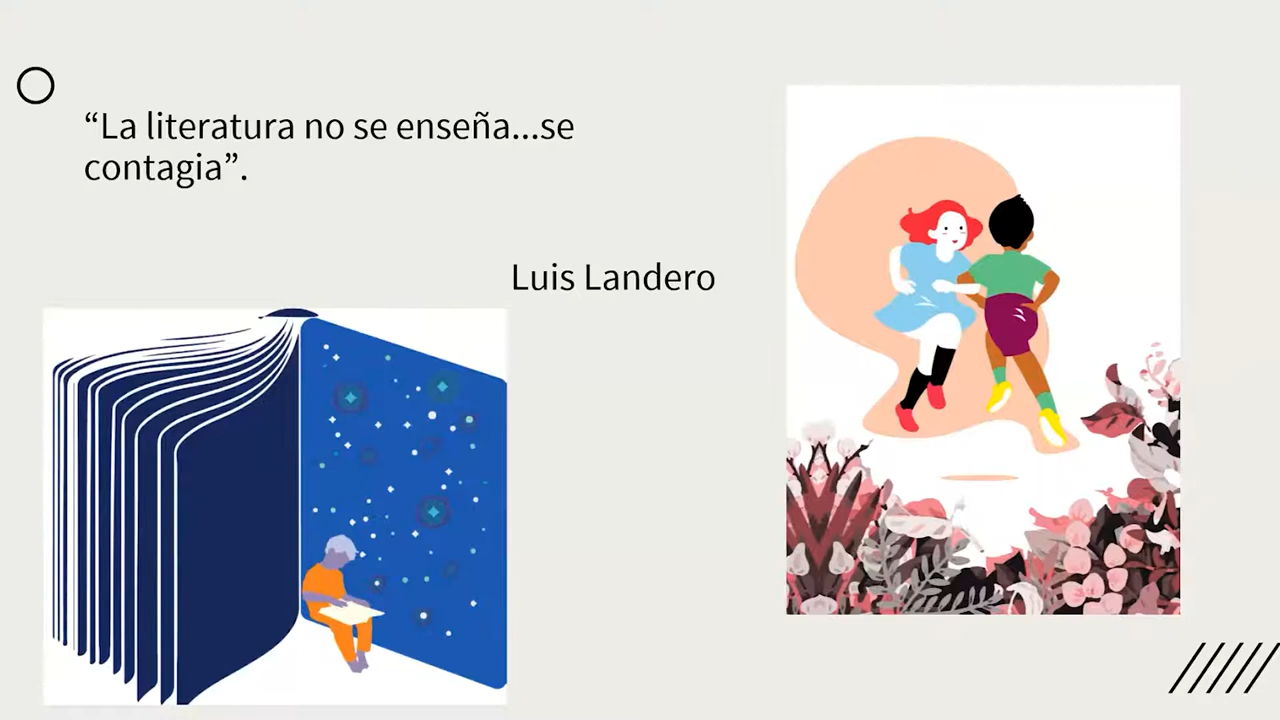 “La literatura no se enseña...se
contagia”.
Luis Landero